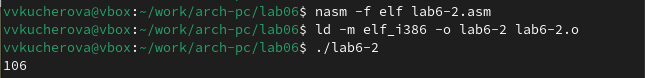 vvkucherova@vbox:~/work/arch-pc/lab06$ nasm -f elf lab6-2.asm
vvkucherova@vbox:~/work/arch-pc/lab06$ ld -m elf_i386 -o lab6-2 lab6-2.o
vvkucherova@vbox:~/work/arch-pc/lab06$ ./lab6-2
106